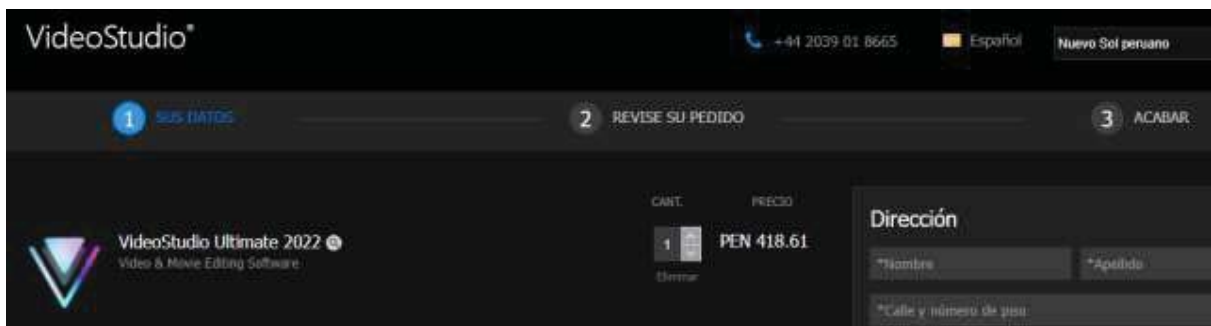 VideoStudio®
+44 2039 01 8665
Español
Nuevo Sol peruano
1 SUS DATOS
2 REVISE SU PEDIDO
3 ACABAR
CANT.
PRECIO
VideoStudio Ultimate 2022
Video & Movie Editing Software
1
PEN 418.61
Eliminar
Dirección
*Nombre
*Apellido
*Calle y número de piso